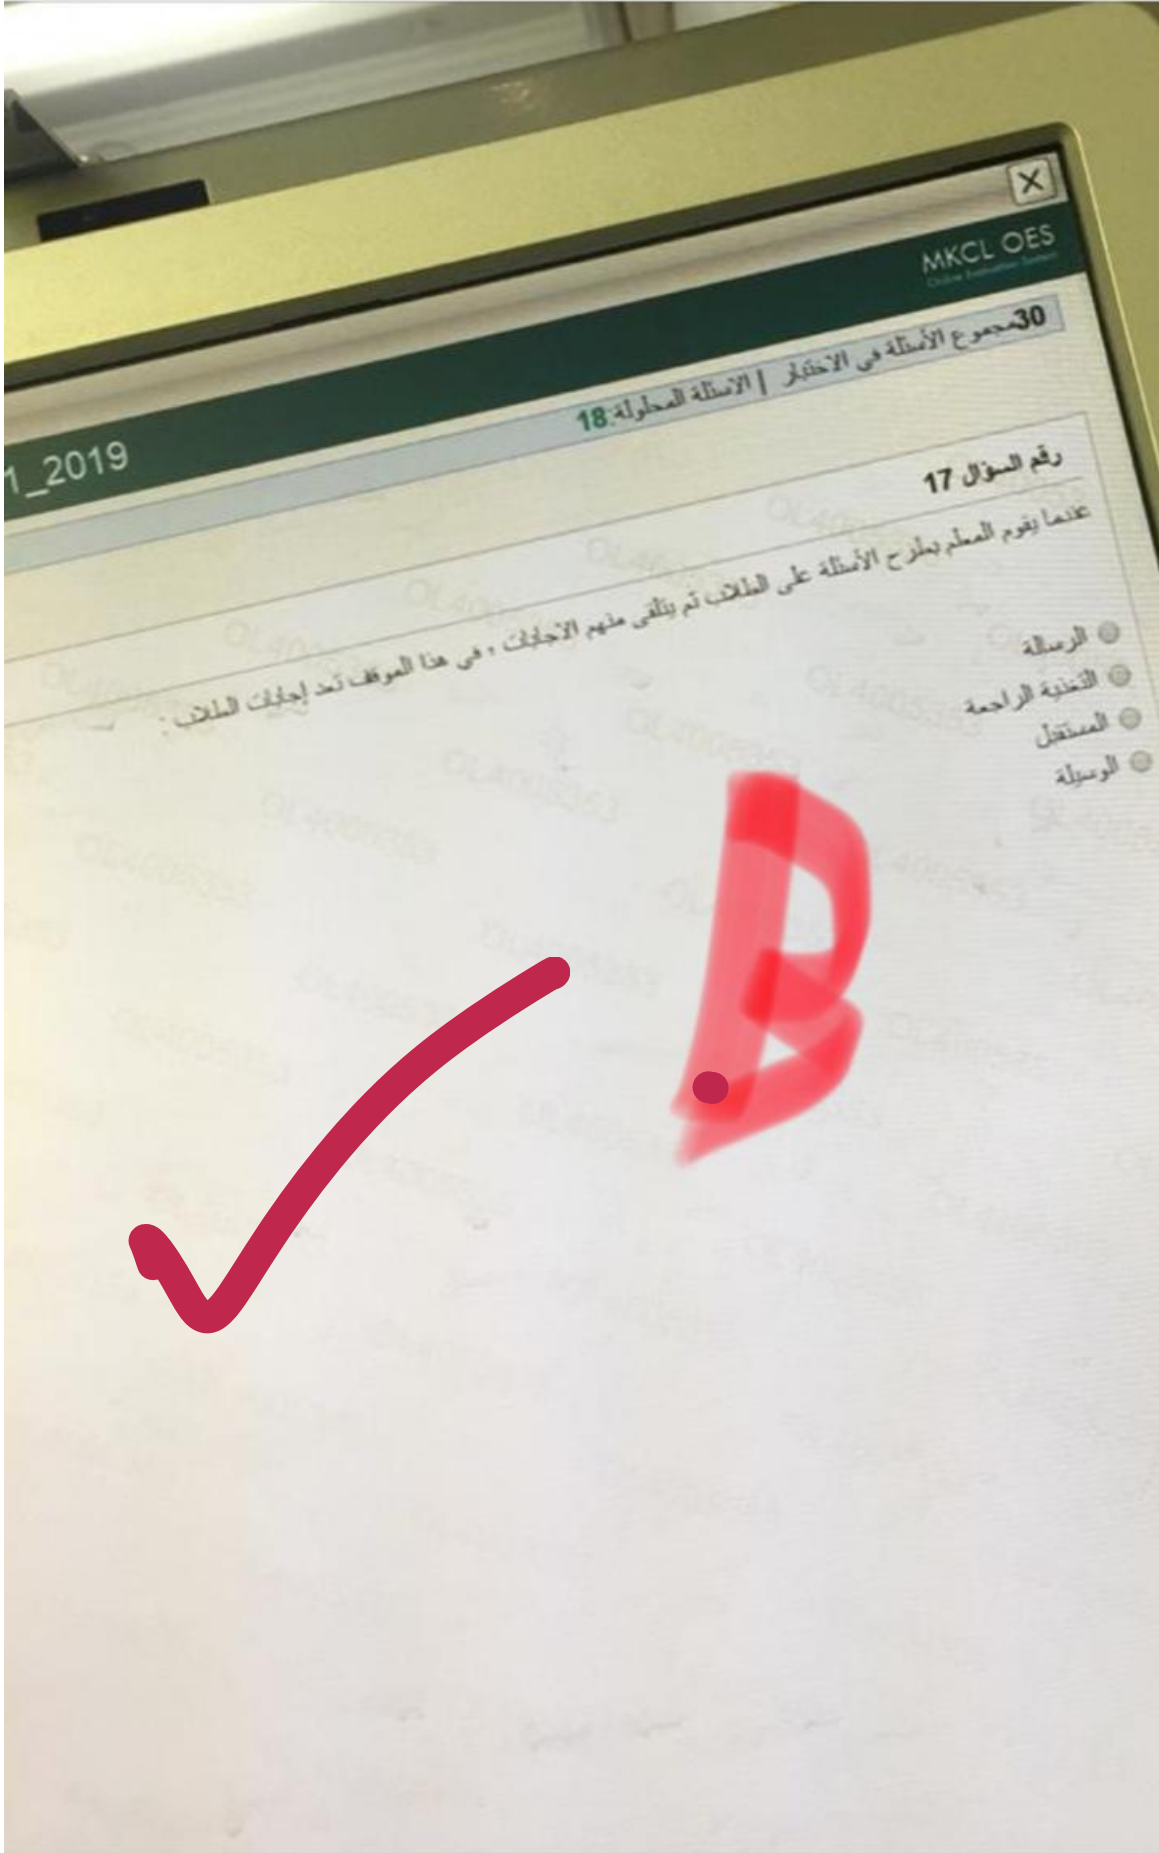 MKCL OES
Online Evaluation System
1_2019
30مجموع الأسئلة في الاختبار | الاسئلة المحلولة:18
رقم السؤال 17
عندما يقوم المعلم بطرح الأسئلة على الطلاب ثم يتلقى منهم الاجابات ، في هذا الموقف تعد إجابات الطلاب :
الرسالة
التغذية الراجعة
المستقبل
الوسيلة
B